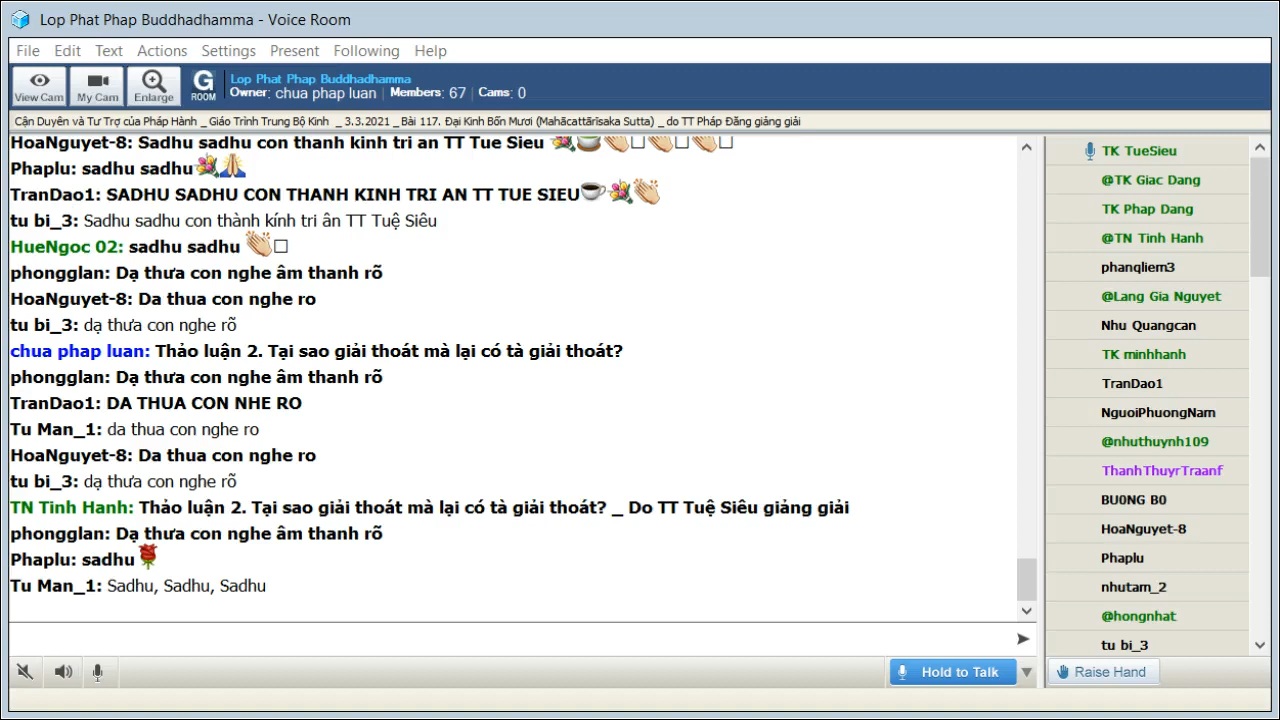 Lop Phat Phap Buddhadhamma - Voice Room
File Edit Text Actions Settings Present Following Help
View Cam My Cam Enlarge G ROOM
Lop Phat Phap Buddhadhamma
Owner: chua phap luan | Members: 67 | Cams: 0
Cận Duyên và Tư Trợ của Pháp Hành _ Giáo Trình Trung Bộ Kinh _ 3.3.2021 _ Bài 117. Đại Kinh Bốn Mươi (Mahācattārīsaka Sutta) _ do TT Pháp Đăng giảng giải
HoaNguyet-8: Sadhu sadhu con thanh kinh tri an TT Tue Sieu
Phaplu: sadhu sadhu
TranDao1: SADHU SADHU CON THANH KINH TRI AN TT TUE SIEU
tu bi_3: Sadhu sadhu con thành kính tri ân TT Tuệ Siêu
HueNgoc 02: sadhu sadhu
phongglan: Dạ thưa con nghe âm thanh rõ
HoaNguyet-8: Da thua con nghe ro
tu bi_3: dạ thưa con nghe rõ
chua phap luan: Thảo luận 2. Tại sao giải thoát mà lại có tà giải thoát?
phongglan: Dạ thưa con nghe âm thanh rõ
TranDao1: DA THUA CON NHE RO
Tu Man_1: da thua con nghe ro
HoaNguyet-8: Da thua con nghe ro
tu bi_3: dạ thưa con nghe rõ
TN Tinh Hanh: Thảo luận 2. Tại sao giải thoát mà lại có tà giải thoát? _ Do TT Tuệ Siêu giảng giải
phongglan: Dạ thưa con nghe âm thanh rõ
Phaplu: sadhu
Tu Man_1: Sadhu, Sadhu, Sadhu
TK TueSieu
@TK Giac Dang
TK Phap Dang
@TN Tinh Hanh
phanqliem3
@Lang Gia Nguyet
Nhu Quangcan
TK minhhanh
TranDao1
NguoiPhuongNam
@nhuthuynh109
ThanhThuyrTraanf
BU0NG B0
HoaNguyet-8
Phaplu
nhutam_2
@hongnhat
tu bi_3
Hold to Talk
Raise Hand